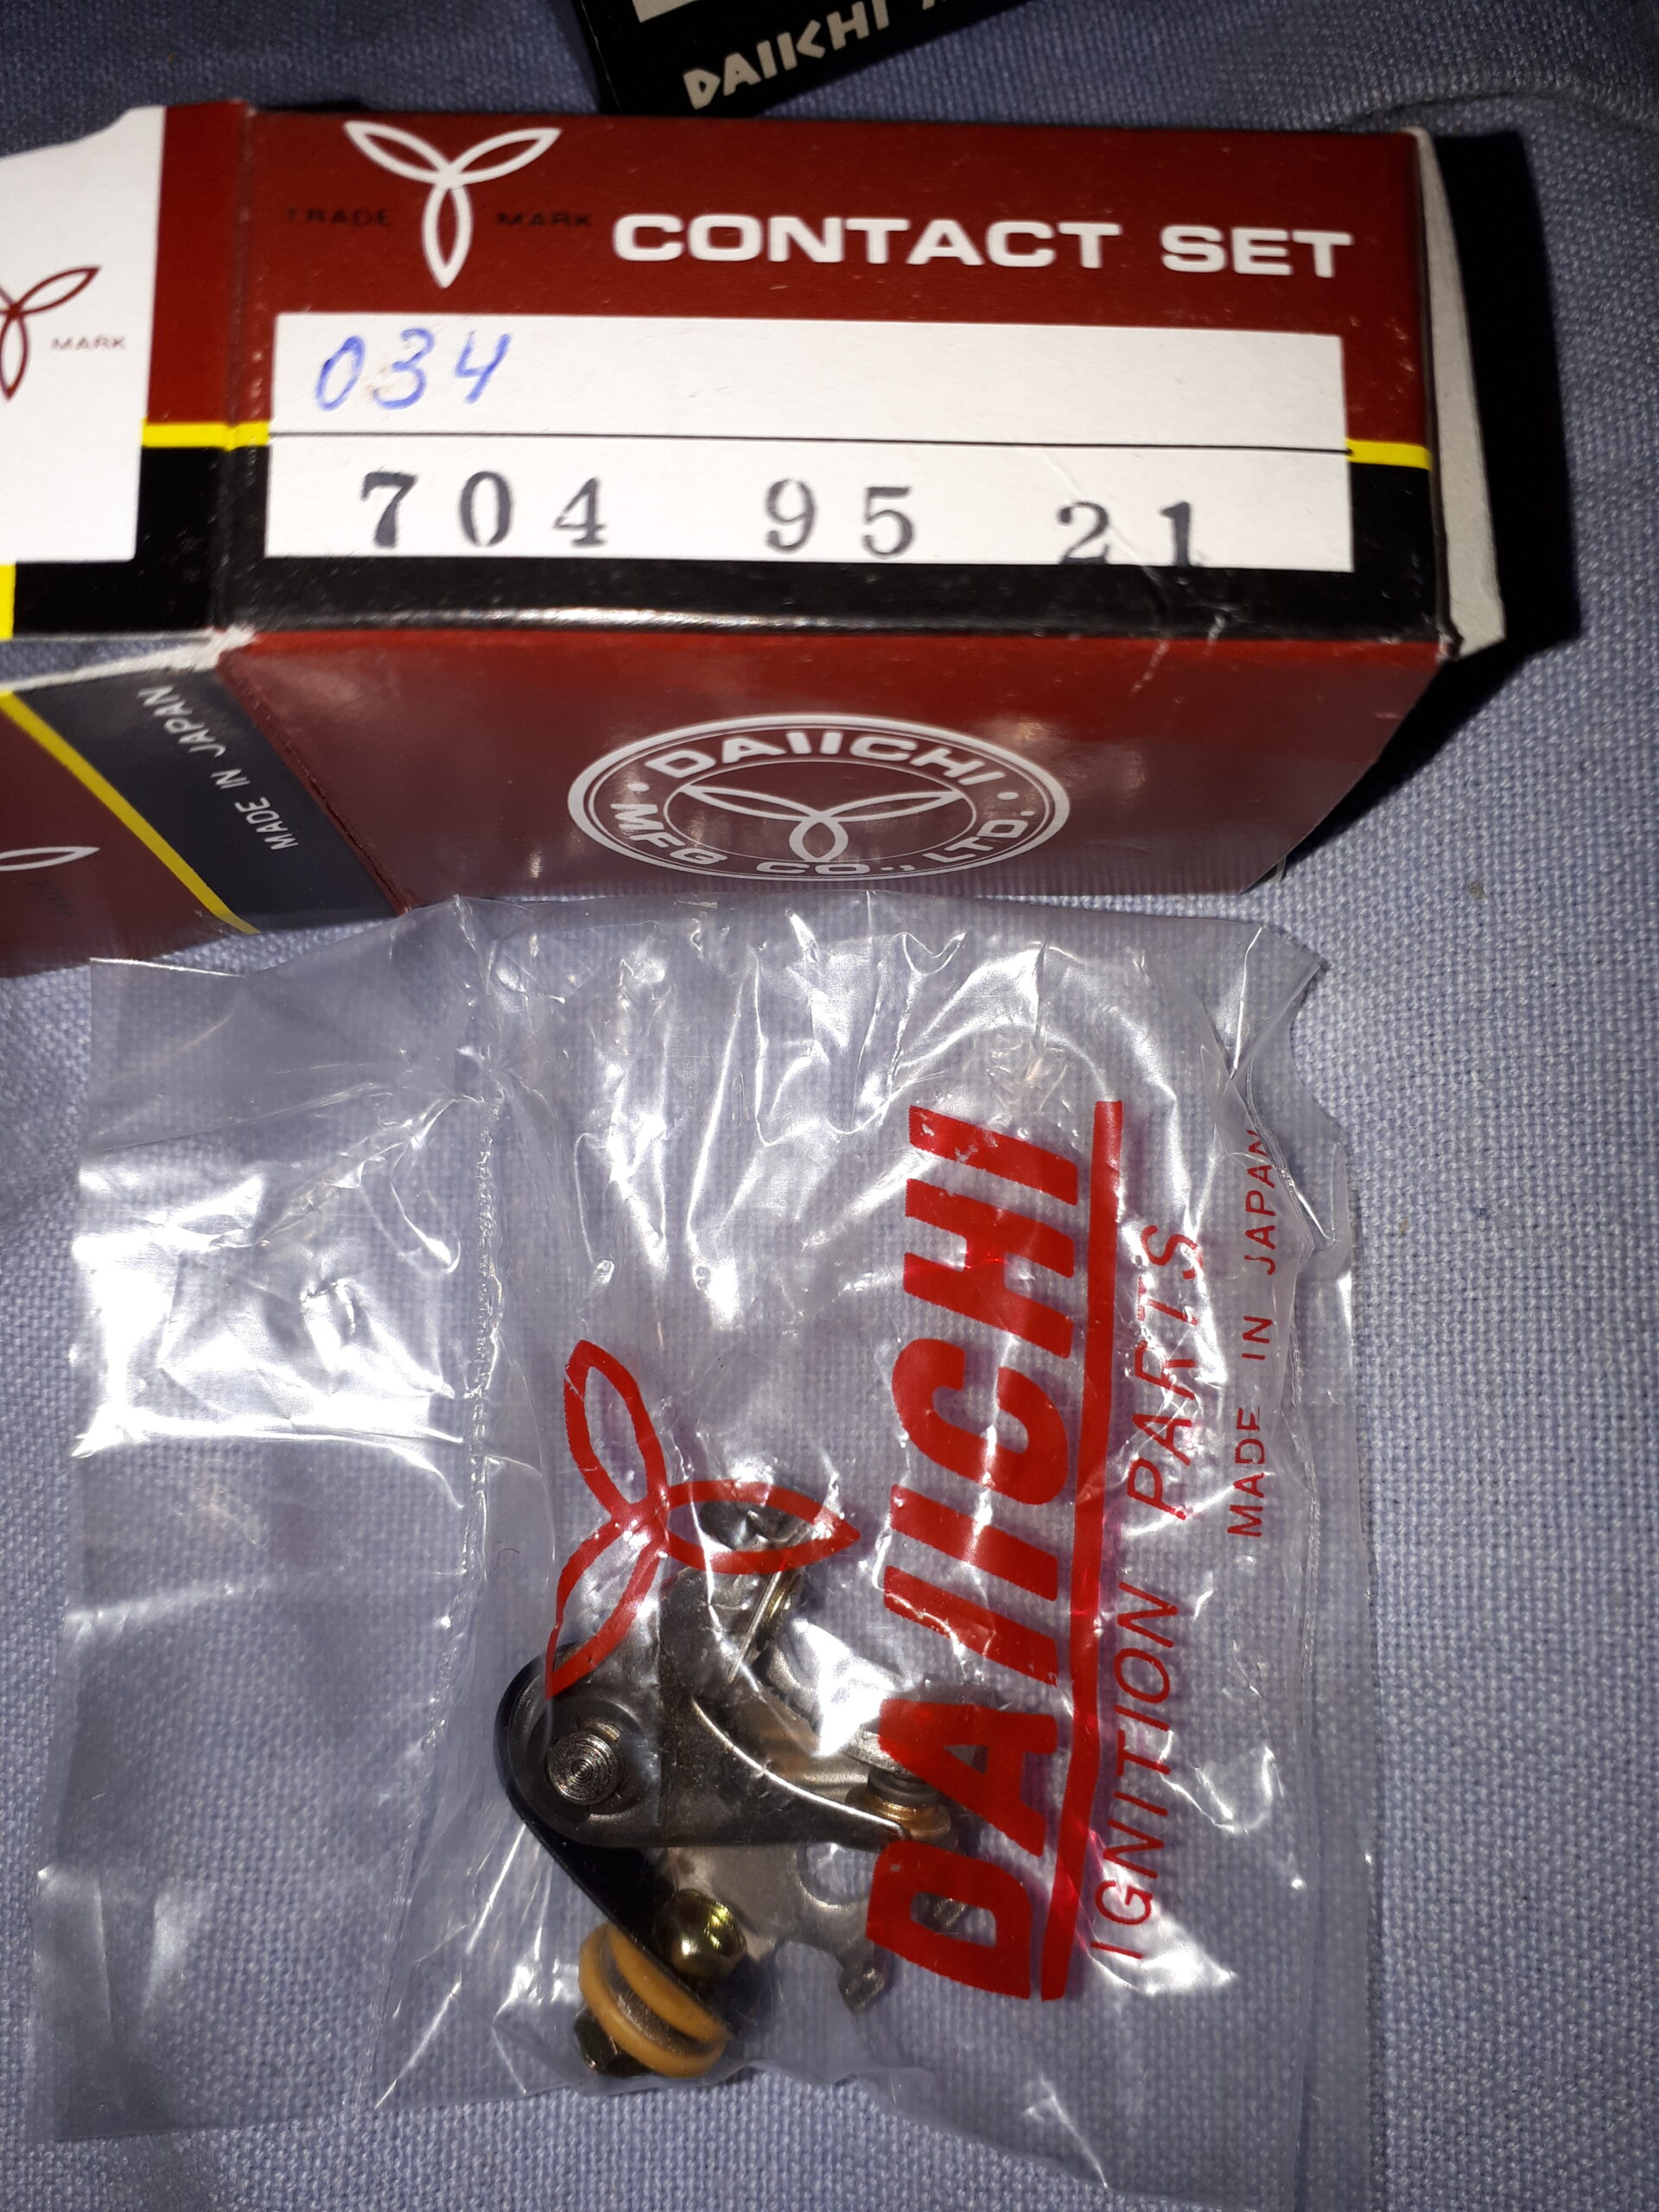 DAIICHI
MARK
TRADE MARK
CONTACT SET
034
704 95 21
MADE IN JAPAN
DAIICHI
MFG CO., LTD.
DAIICHI
IGNITION PARTS
MADE IN JAPAN